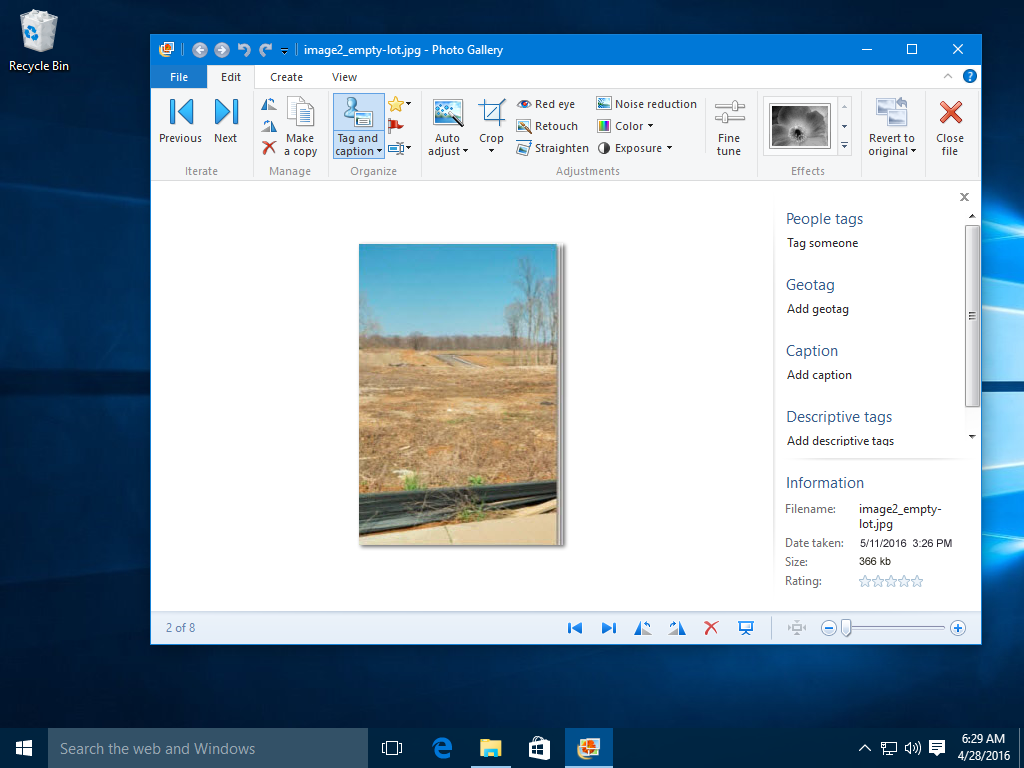 Recycle Bin
image2_empty-lot.jpg - Photo Gallery
File
Edit
Create
View
Previous
Next
Iterate
Make
a copy
Manage
Tag and
caption
Organize
Auto
adjust
Crop
Red eye
Retouch
Straighten
Noise reduction
Color
Exposure
Fine
tune
Adjustments
Effects
Revert to
original
Close
file
People tags
Tag someone
Geotag
Add geotag
Caption
Add caption
Descriptive tags
Add descriptive tags
Information
Filename: image2_empty-
lot.jpg
Date taken: 5/11/2016 3:26 PM
Size: 366 kb
Rating:
2 of 8
Search the web and Windows
6:29 AM
4/28/2016